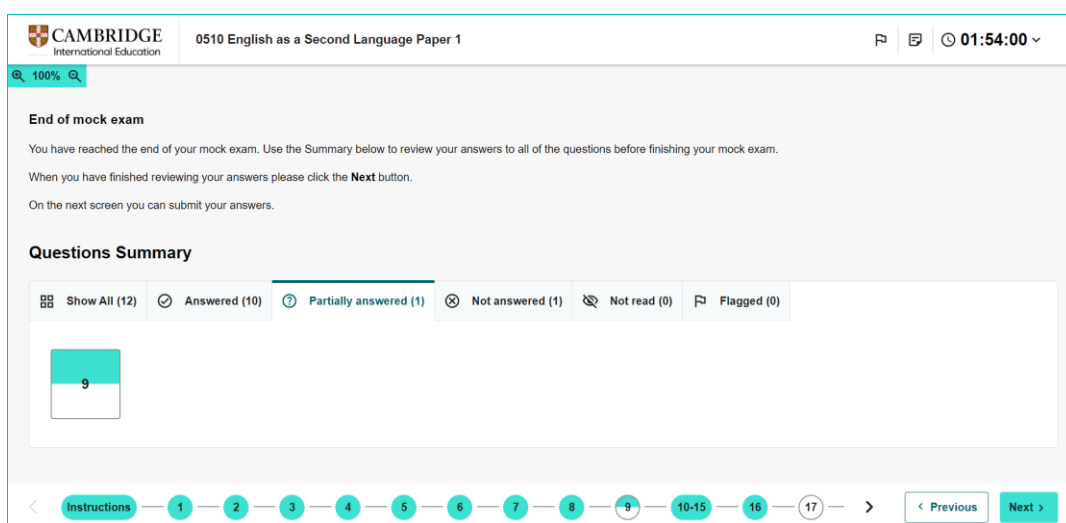 CAMBRIDGE
International Education
0510 English as a Second Language Paper 1
01:54:00
100%
End of mock exam
You have reached the end of your mock exam. Use the Summary below to review your answers to all of the questions before finishing your mock exam.
When you have finished reviewing your answers please click the Next button.
On the next screen you can submit your answers.
Questions Summary
Show All (12) Answered (10) Partially answered (1) Not answered (1) Not read (0) Flagged (0)
9
Instructions 1 2 3 4 5 6 7 8 9 10-15 16 17 Previous Next